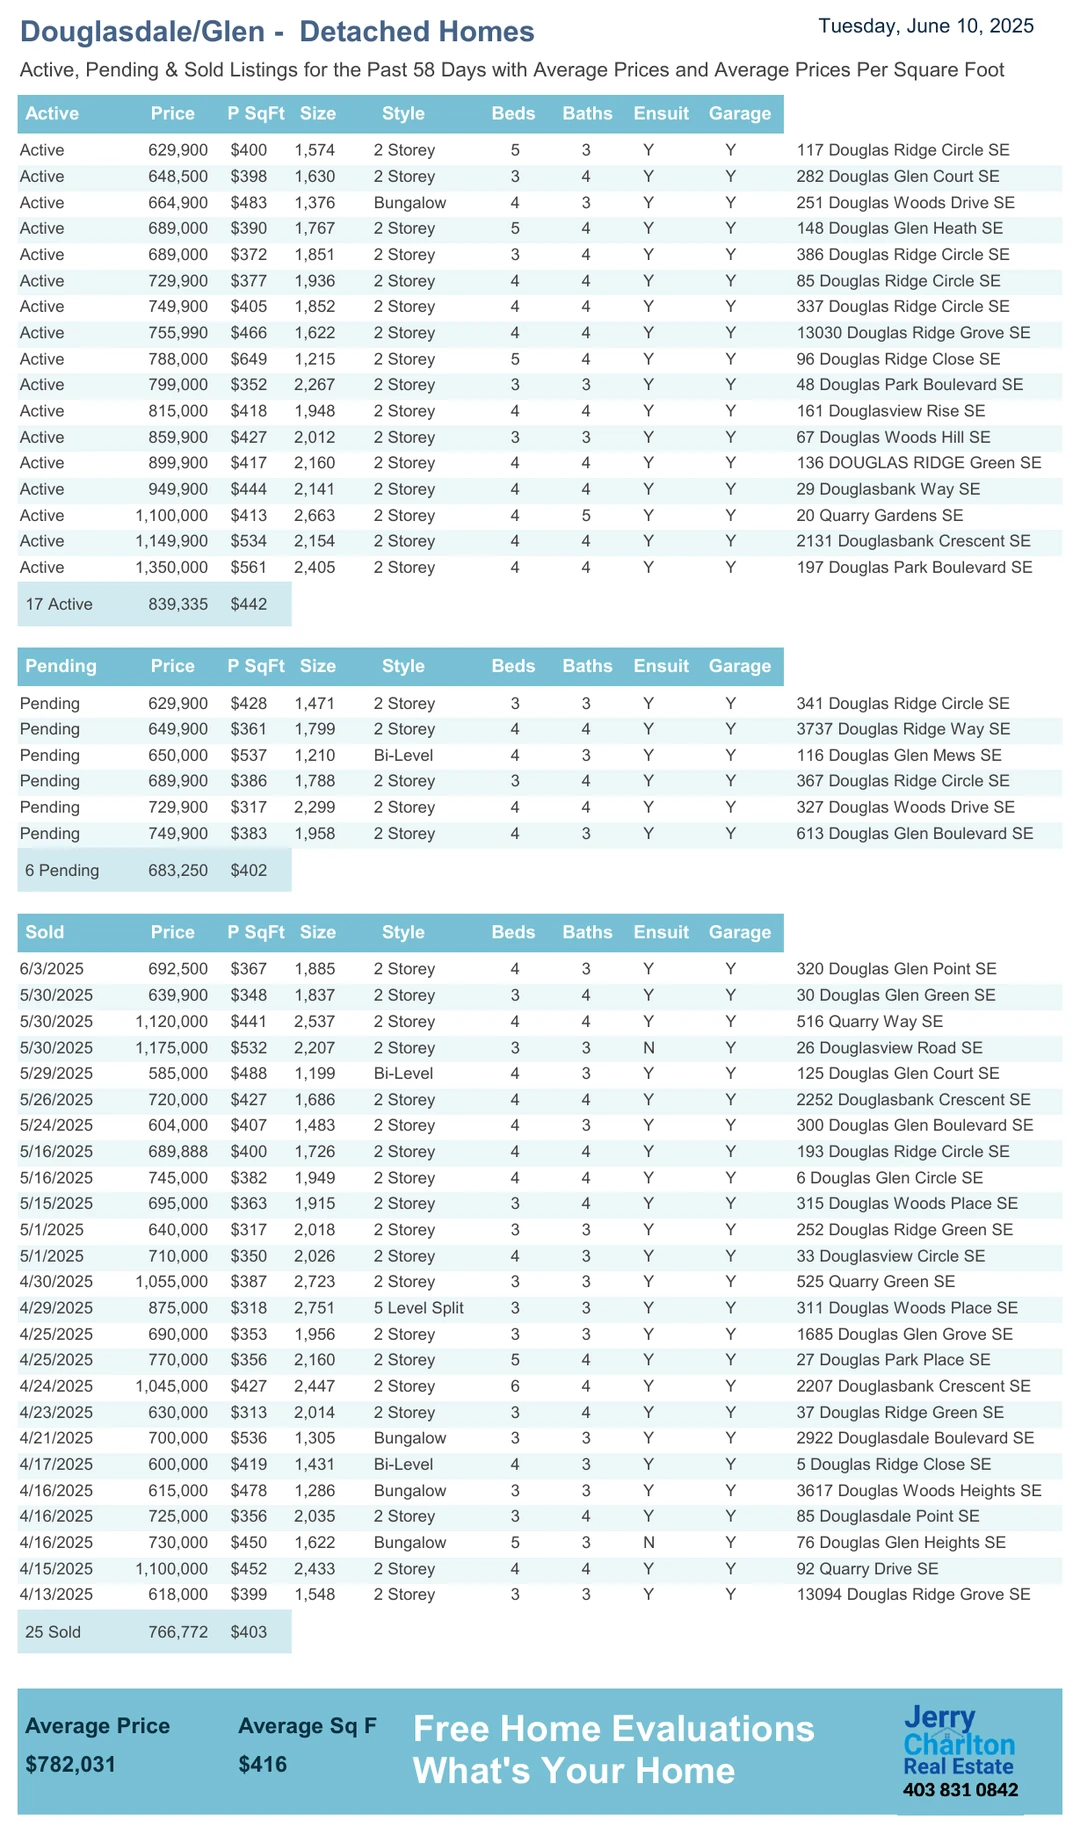 Douglasdale/Glen - Detached Homes
Tuesday, June 10, 2025
Active, Pending & Sold Listings for the Past 58 Days with Average Prices and Average Prices Per Square Foot
Active Price P SqFt Size Style Beds Baths Ensuit Garage
Active 629,900 $400 1,574 2 Storey 5 3 Y Y 117 Douglas Ridge Circle SE
Active 648,500 $398 1,630 2 Storey 3 4 Y Y 282 Douglas Glen Court SE
Active 664,900 $483 1,376 Bungalow 4 3 Y Y 251 Douglas Woods Drive SE
Active 689,000 $390 1,767 2 Storey 5 4 Y Y 148 Douglas Glen Heath SE
Active 689,000 $372 1,851 2 Storey 3 4 Y Y 386 Douglas Ridge Circle SE
Active 729,900 $377 1,936 2 Storey 4 4 Y Y 85 Douglas Ridge Circle SE
Active 749,900 $405 1,852 2 Storey 4 4 Y Y 337 Douglas Ridge Circle SE
Active 755,990 $466 1,622 2 Storey 4 4 Y Y 13030 Douglas Ridge Grove SE
Active 788,000 $649 1,215 2 Storey 5 4 Y Y 96 Douglas Ridge Close SE
Active 799,000 $352 2,267 2 Storey 3 3 Y Y 48 Douglas Park Boulevard SE
Active 815,000 $418 1,948 2 Storey 4 4 Y Y 161 Douglasview Rise SE
Active 859,900 $427 2,012 2 Storey 3 3 Y Y 67 Douglas Woods Hill SE
Active 899,900 $417 2,160 2 Storey 4 4 Y Y 136 DOUGLAS RIDGE Green SE
Active 949,900 $444 2,141 2 Storey 4 4 Y Y 29 Douglasbank Way SE
Active 1,100,000 $413 2,663 2 Storey 4 5 Y Y 20 Quarry Gardens SE
Active 1,149,900 $534 2,154 2 Storey 4 4 Y Y 2131 Douglasbank Crescent SE
Active 1,350,000 $561 2,405 2 Storey 4 4 Y Y 197 Douglas Park Boulevard SE
17 Active 839,335 $442
Pending Price P SqFt Size Style Beds Baths Ensuit Garage
Pending 629,900 $428 1,471 2 Storey 3 3 Y Y 341 Douglas Ridge Circle SE
Pending 649,900 $361 1,799 2 Storey 4 4 Y Y 3737 Douglas Ridge Way SE
Pending 650,000 $537 1,210 Bi-Level 4 3 Y Y 116 Douglas Glen Mews SE
Pending 689,900 $386 1,788 2 Storey 3 4 Y Y 367 Douglas Ridge Circle SE
Pending 729,900 $317 2,299 2 Storey 4 4 Y Y 327 Douglas Woods Drive SE
Pending 749,900 $383 1,958 2 Storey 4 3 Y Y 613 Douglas Glen Boulevard SE
6 Pending 683,250 $402
Sold Price P SqFt Size Style Beds Baths Ensuit Garage
6/3/2025 692,500 $367 1,885 2 Storey 4 3 Y Y 320 Douglas Glen Point SE
5/30/2025 639,900 $348 1,837 2 Storey 3 4 Y Y 30 Douglas Glen Green SE
5/30/2025 1,120,000 $441 2,537 2 Storey 4 4 Y Y 516 Quarry Way SE
5/30/2025 1,175,000 $532 2,207 2 Storey 3 3 N Y 26 Douglasview Road SE
5/29/2025 585,000 $488 1,199 Bi-Level 4 3 Y Y 125 Douglas Glen Court SE
5/26/2025 720,000 $427 1,686 2 Storey 4 4 Y Y 2252 Douglasbank Crescent SE
5/24/2025 604,000 $407 1,483 2 Storey 4 3 Y Y 300 Douglas Glen Boulevard SE
5/16/2025 689,888 $400 1,726 2 Storey 4 4 Y Y 193 Douglas Ridge Circle SE
5/16/2025 745,000 $382 1,949 2 Storey 4 4 Y Y 6 Douglas Glen Circle SE
5/15/2025 695,000 $363 1,915 2 Storey 3 4 Y Y 315 Douglas Woods Place SE
5/1/2025 640,000 $317 2,018 2 Storey 3 3 Y Y 252 Douglas Ridge Green SE
5/1/2025 710,000 $350 2,026 2 Storey 4 3 Y Y 33 Douglasview Circle SE
4/30/2025 1,055,000 $387 2,723 2 Storey 3 3 Y Y 525 Quarry Green SE
4/29/2025 875,000 $318 2,751 5 Level Split 3 3 Y Y 311 Douglas Woods Place SE
4/25/2025 690,000 $353 1,956 2 Storey 3 3 Y Y 1685 Douglas Glen Grove SE
4/25/2025 770,000 $356 2,160 2 Storey 5 4 Y Y 27 Douglas Park Place SE
4/24/2025 1,045,000 $427 2,447 2 Storey 6 4 Y Y 2207 Douglasbank Crescent SE
4/23/2025 630,000 $313 2,014 2 Storey 3 4 Y Y 37 Douglas Ridge Green SE
4/21/2025 700,000 $536 1,305 Bungalow 3 3 Y Y 2922 Douglasdale Boulevard SE
4/17/2025 600,000 $419 1,431 Bi-Level 4 3 Y Y 5 Douglas Ridge Close SE
4/16/2025 615,000 $478 1,286 Bungalow 3 3 Y Y 3617 Douglas Woods Heights SE
4/16/2025 725,000 $356 2,035 2 Storey 3 4 Y Y 85 Douglasdale Point SE
4/16/2025 730,000 $450 1,622 Bungalow 5 3 N Y 76 Douglas Glen Heights SE
4/15/2025 1,100,000 $452 2,433 2 Storey 4 4 Y Y 92 Quarry Drive SE
4/13/2025 618,000 $399 1,548 2 Storey 3 3 Y Y 13094 Douglas Ridge Grove SE
25 Sold 766,772 $403
Average Price Average Sq F
$782,031 $416
Free Home Evaluations
What's Your Home
Jerry
Charlton
Real Estate
403 831 0842